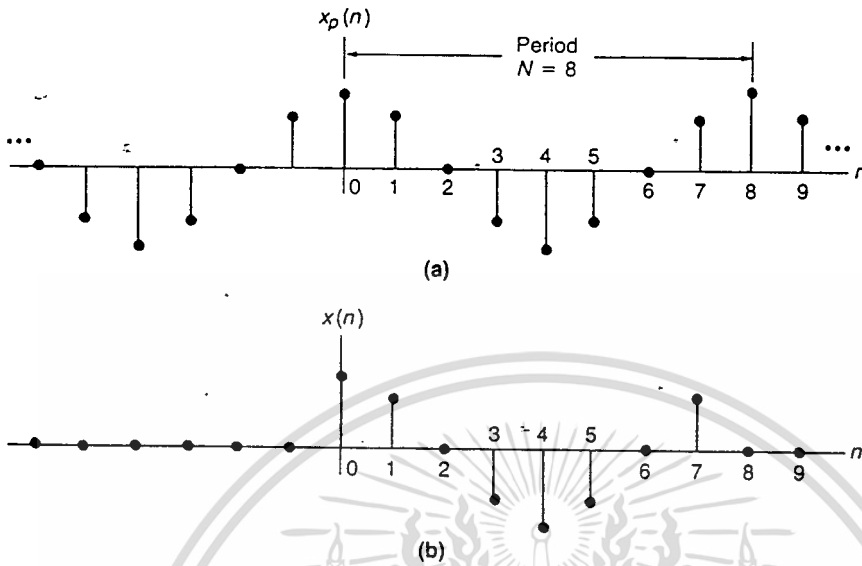 x_p(n)
Period
N = 8
... 3 4 5 ...
0 1 2 6 7 8 9 n
(a)
x(n)
3 4 5
0 1 2 6 7 8 9 n
(b)